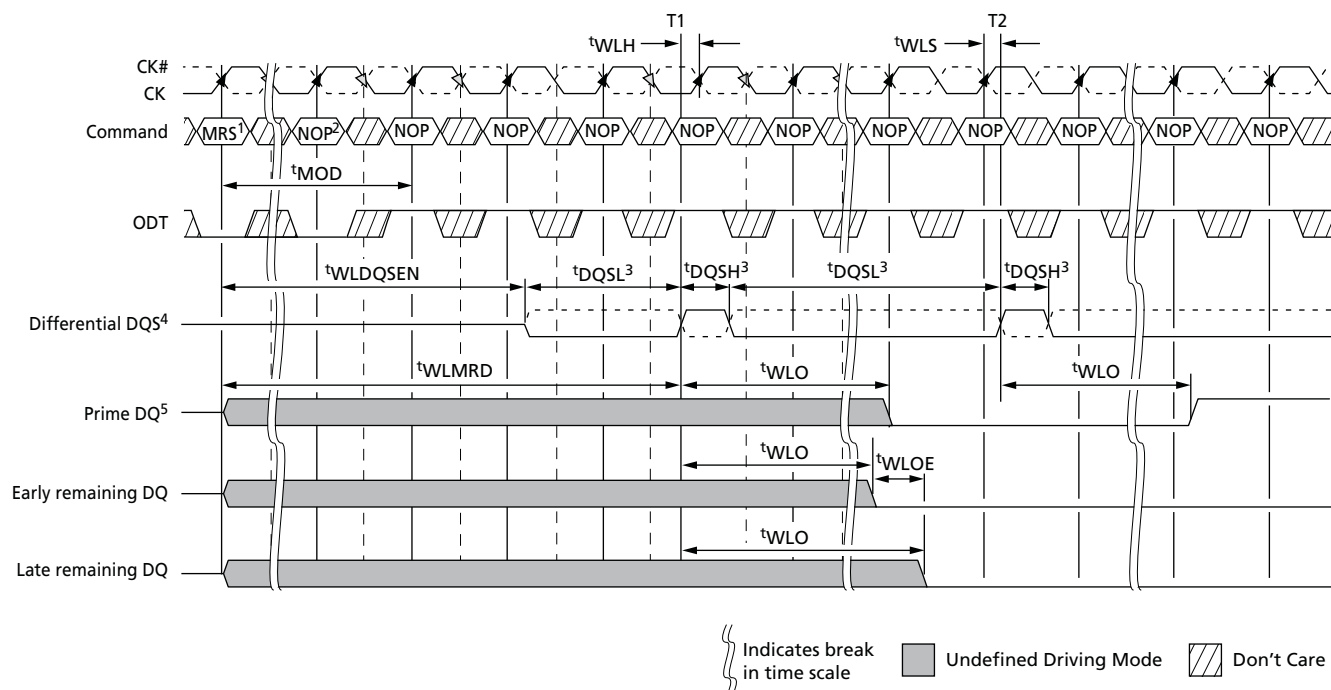 T1 T2
tWLH tWLS
CK#
CK
Command MRS1 NOP2 NOP NOP NOP NOP NOP NOP NOP NOP NOP NOP
tMOD
ODT
tWLDQSEN tDQSL3 tDQSH3 tDQSL3 tDQSH3
Differential DQS4
tWLMRD tWLO tWLO
Prime DQ5
tWLO tWLOE
Early remaining DQ
tWLO
Late remaining DQ
Indicates break
in time scale
Undefined Driving Mode
Don't Care